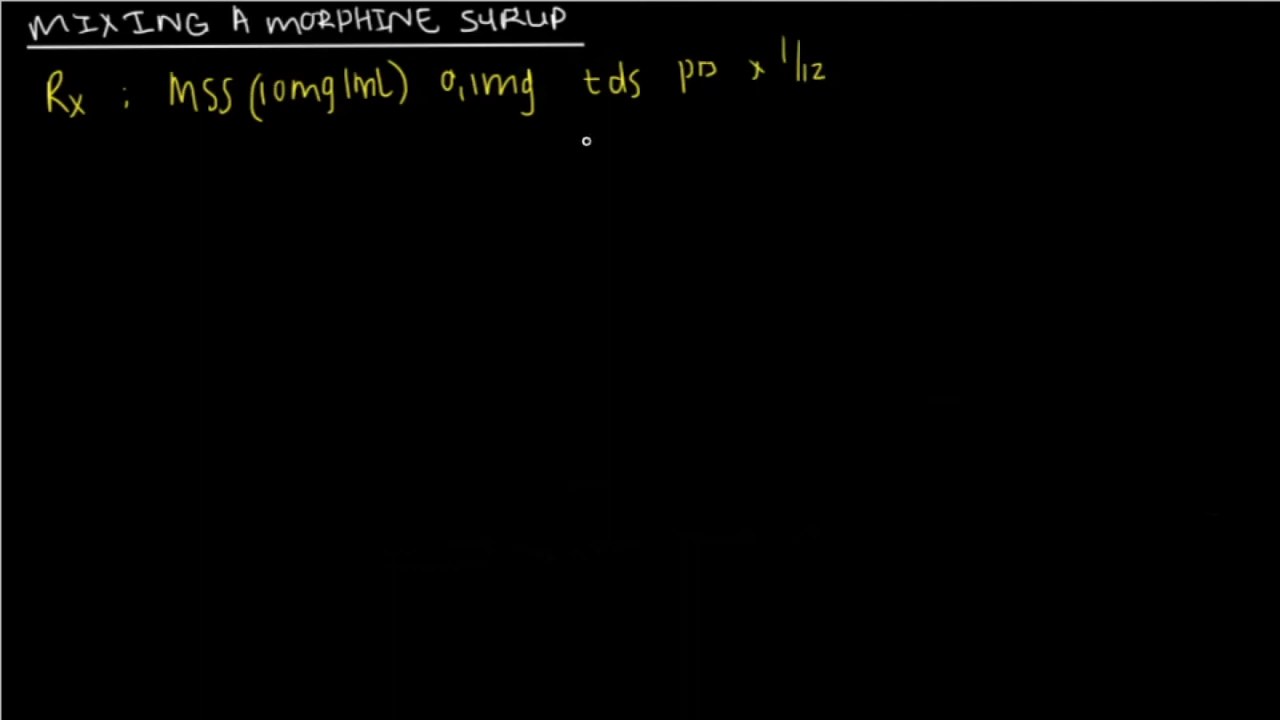 MIXING A MORPHINE SYRUP
Rx : MSS (10mg/mL) 0,1mg tds po x 1/12